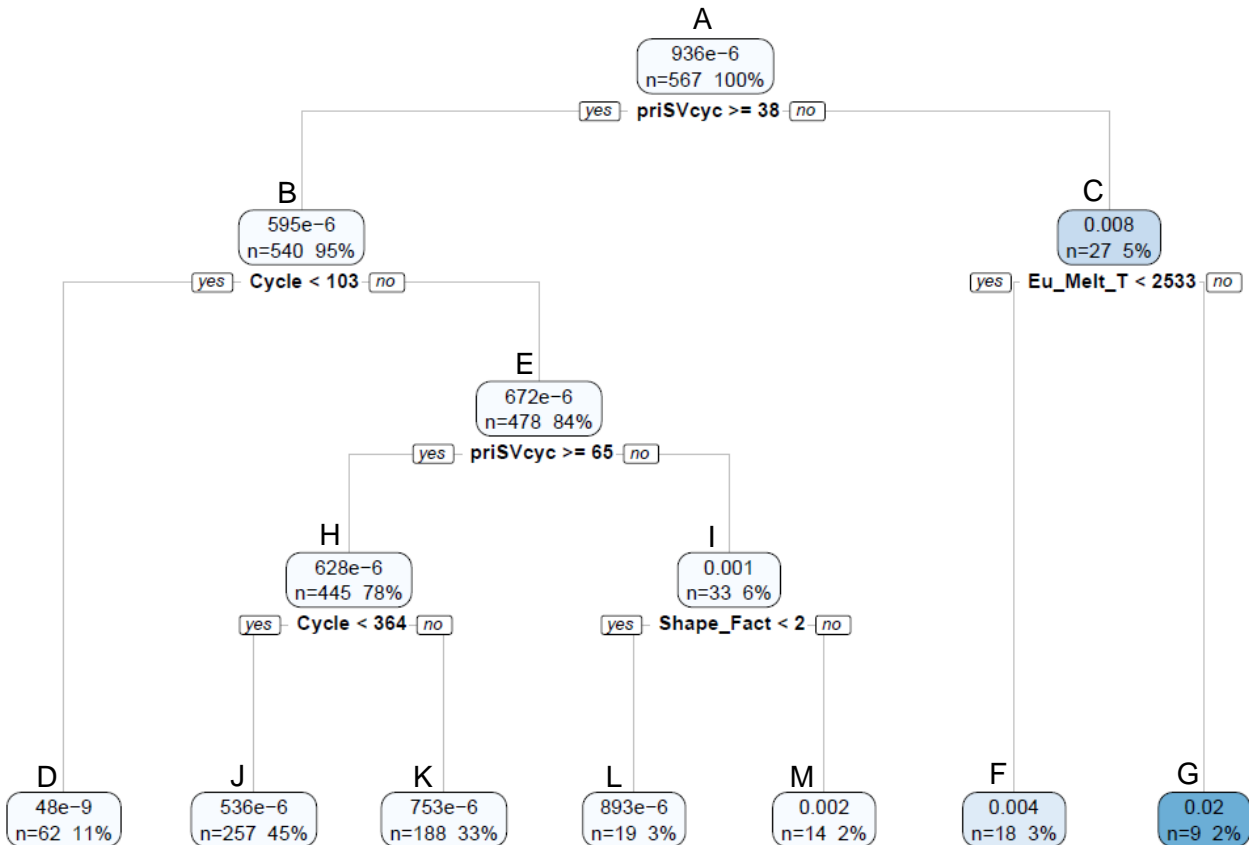 A
936e−6
n=567 100%
yes priSVcyc >= 38 no
B
C
595e−6
n=540 95%
0.008
n=27 5%
yes Cycle < 103 no
yes Eu_Melt_T < 2533 no
E
672e−6
n=478 84%
yes priSVcyc >= 65 no
H
I
628e−6
n=445 78%
0.001
n=33 6%
yes Cycle < 364 no
yes Shape_Fact < 2 no
D
J
K
L
M
F
G
48e−9
n=62 11%
536e−6
n=257 45%
753e−6
n=188 33%
893e−6
n=19 3%
0.002
n=14 2%
0.004
n=18 3%
0.02
n=9 2%